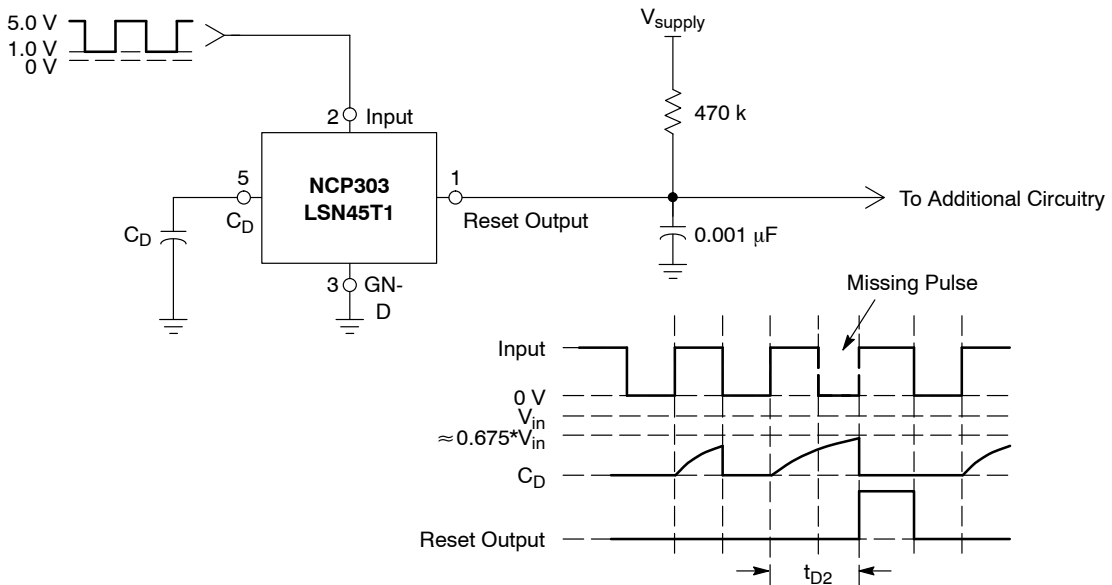 5.0 V
1.0 V
0 V
2
Input
5
C_D
C_D
NCP303
LSN45T1
1
Reset Output
3
GN-
D
V_supply
470 k
To Additional Circuitry
0.001 μF
Missing Pulse
Input
0 V
V_in
≈0.675*V_in
C_D
Reset Output
t_D2